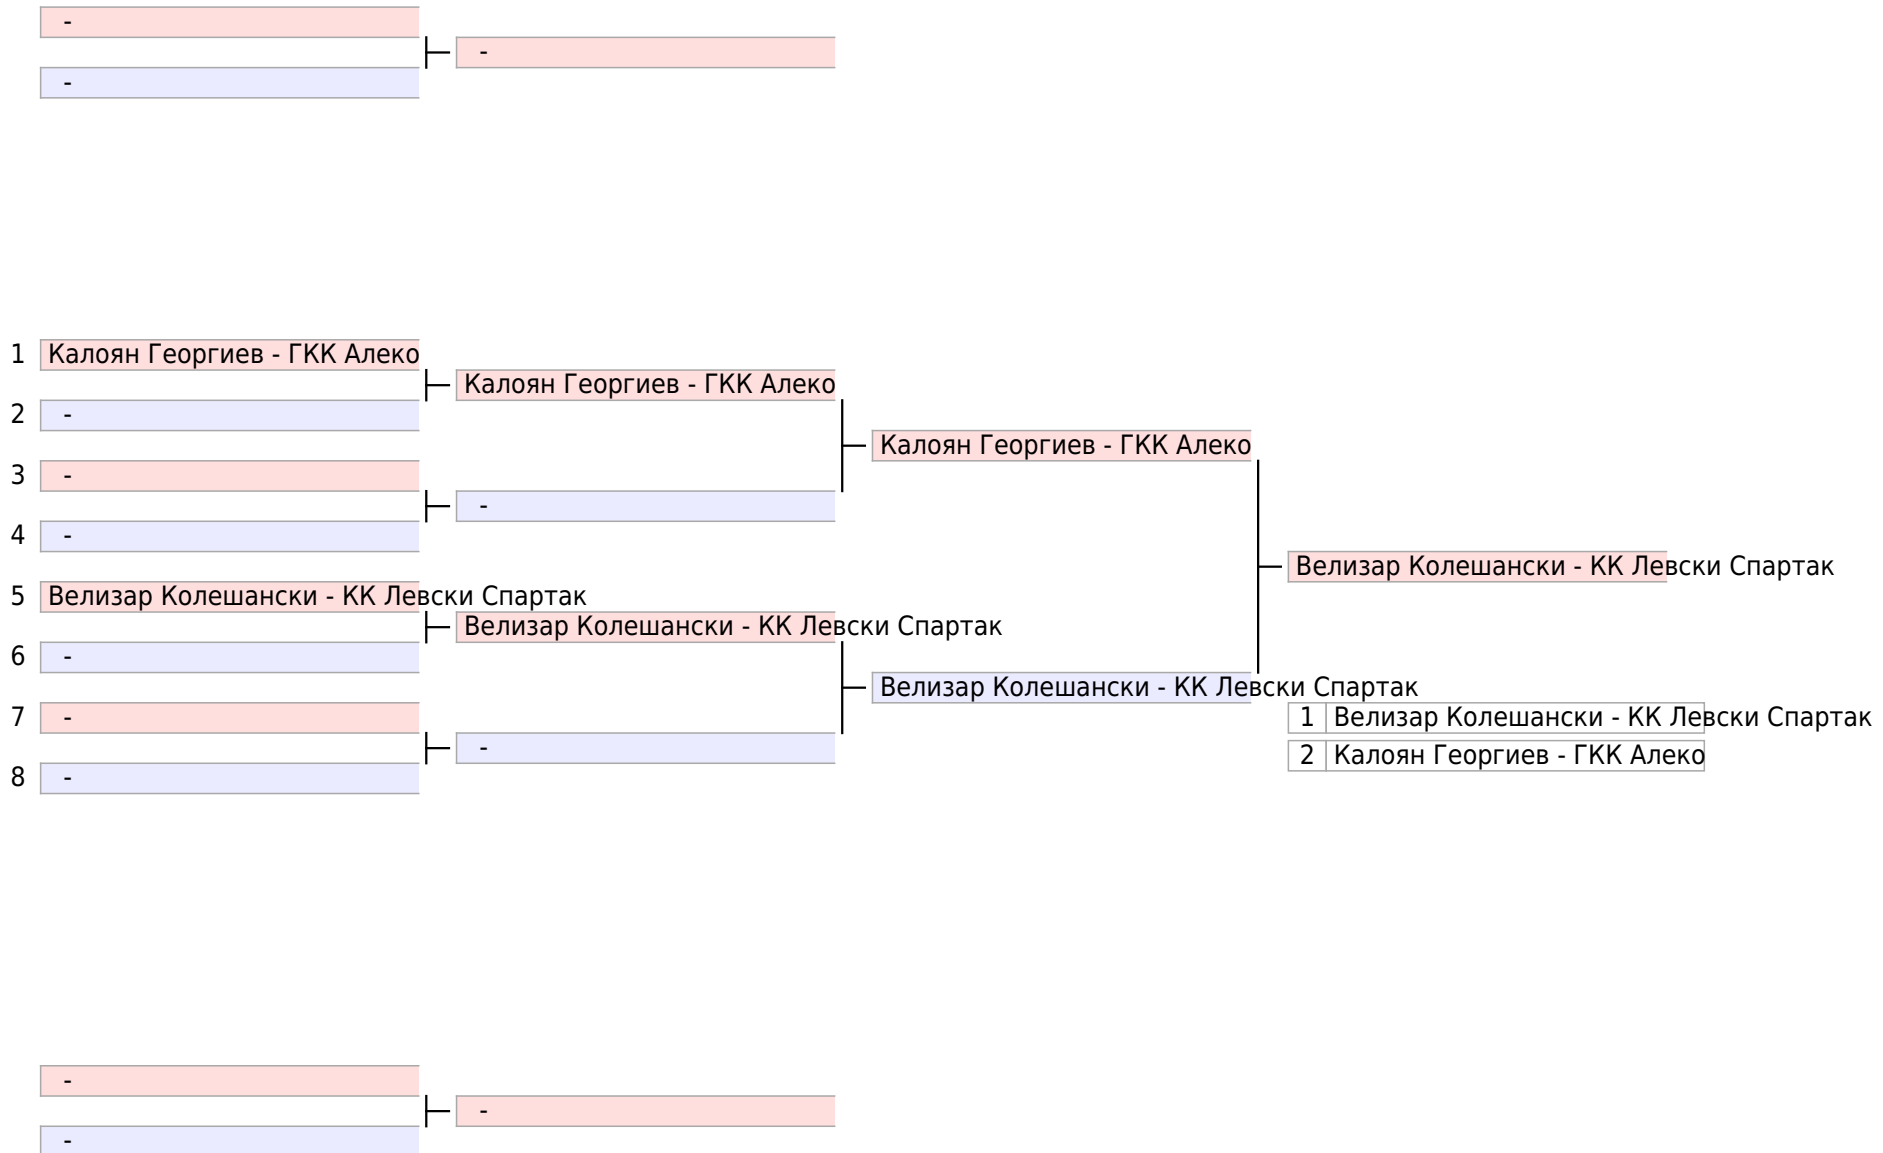 -
-
-
1 Калоян Георгиев - ГКК Алеко
Калоян Георгиев - ГКК Алеко
2 -
Калоян Георгиев - ГКК Алеко
3 -
-
4 -
Велизар Колешански - КК Левски Спартак
5 Велизар Колешански - КК Левски Спартак
Велизар Колешански - КК Левски Спартак
6 -
Велизар Колешански - КК Левски Спартак
7 -
1 Велизар Колешански - КК Левски Спартак
-
2 Калоян Георгиев - ГКК Алеко
8 -
-
-
-